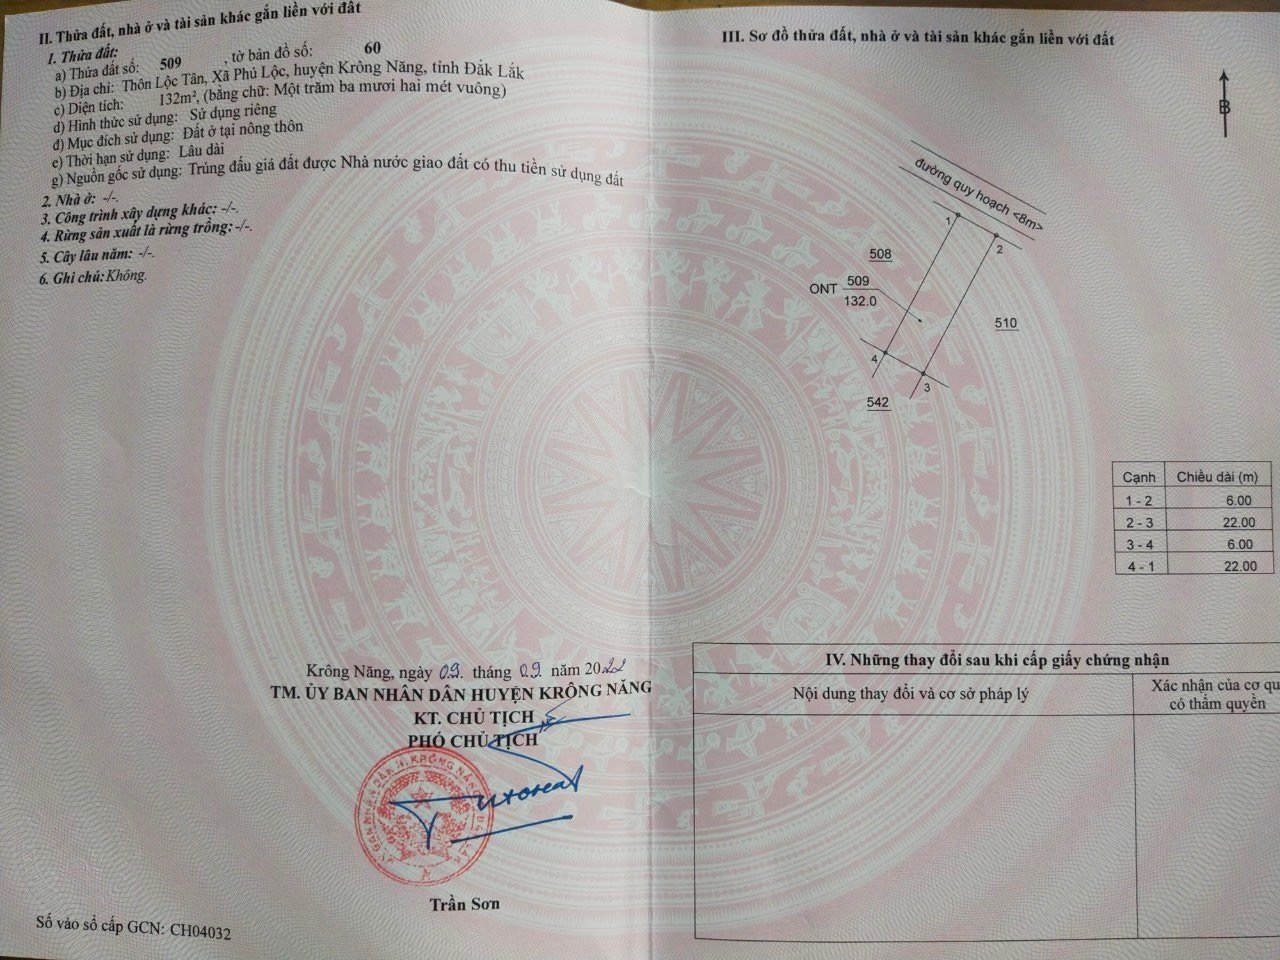 II. Thửa đất, nhà ở và tài sản khác gắn liền với đất
1. Thửa đất:
a) Thửa đất số: 509 , tờ bản đồ số: 60
b) Địa chỉ: Thôn Lộc Tân, Xã Phú Lộc, huyện Krông Năng, tỉnh Đắk Lắk
c) Diện tích: 132m², (bằng chữ: Một trăm ba mươi hai mét vuông)
d) Hình thức sử dụng: Sử dụng riêng
đ) Mục đích sử dụng: Đất ở tại nông thôn
e) Thời hạn sử dụng: Lâu dài
g) Nguồn gốc sử dụng: Trúng đấu giá đất được Nhà nước giao đất có thu tiền sử dụng đất
2. Nhà ở: -/-.
3. Công trình xây dựng khác: -/-.
4. Rừng sản xuất là rừng trồng: -/-.
5. Cây lâu năm: -/-.
6. Ghi chú: Không.
Krông Năng, ngày 09. tháng 09. năm 2022
TM. ỦY BAN NHÂN DÂN HUYỆN KRÔNG NĂNG
KT. CHỦ TỊCH
PHÓ CHỦ TỊCH
Trần Sơn
Số vào sổ cấp GCN: CH04032
III. Sơ đồ thửa đất, nhà ở và tài sản khác gắn liền với đất
B
đường quy hoạch <8m>
1
2
508
ONT 509
132.0
510
4
3
542
Cạnh Chiều dài (m)
1 - 2 6.00
2 - 3 22.00
3 - 4 6.00
4 - 1 22.00
IV. Những thay đổi sau khi cấp giấy chứng nhận
Nội dung thay đổi và cơ sở pháp lý
Xác nhận của cơ qu
có thẩm quyền